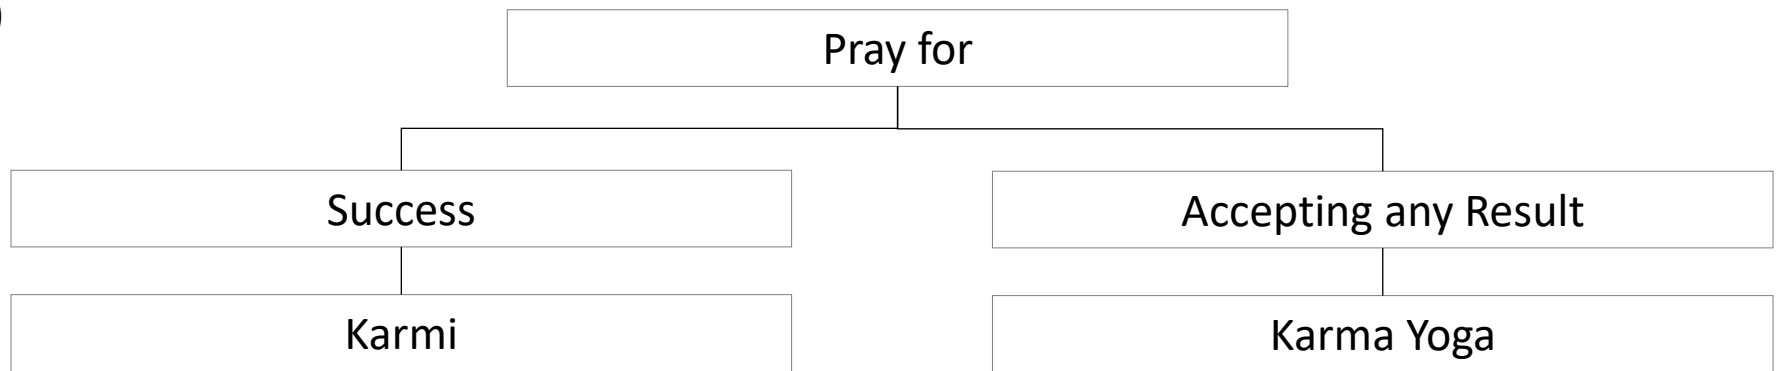 )
Pray for
Success
Accepting any Result
Karmi
Karma Yoga